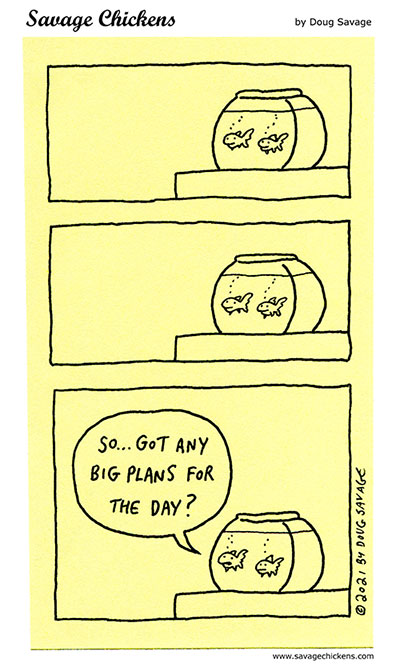 Savage Chickens
by Doug Savage
SO... GOT ANY
BIG PLANS FOR
THE DAY?
© 2021 BY DOUG SAVAGE
www.savagechickens.com